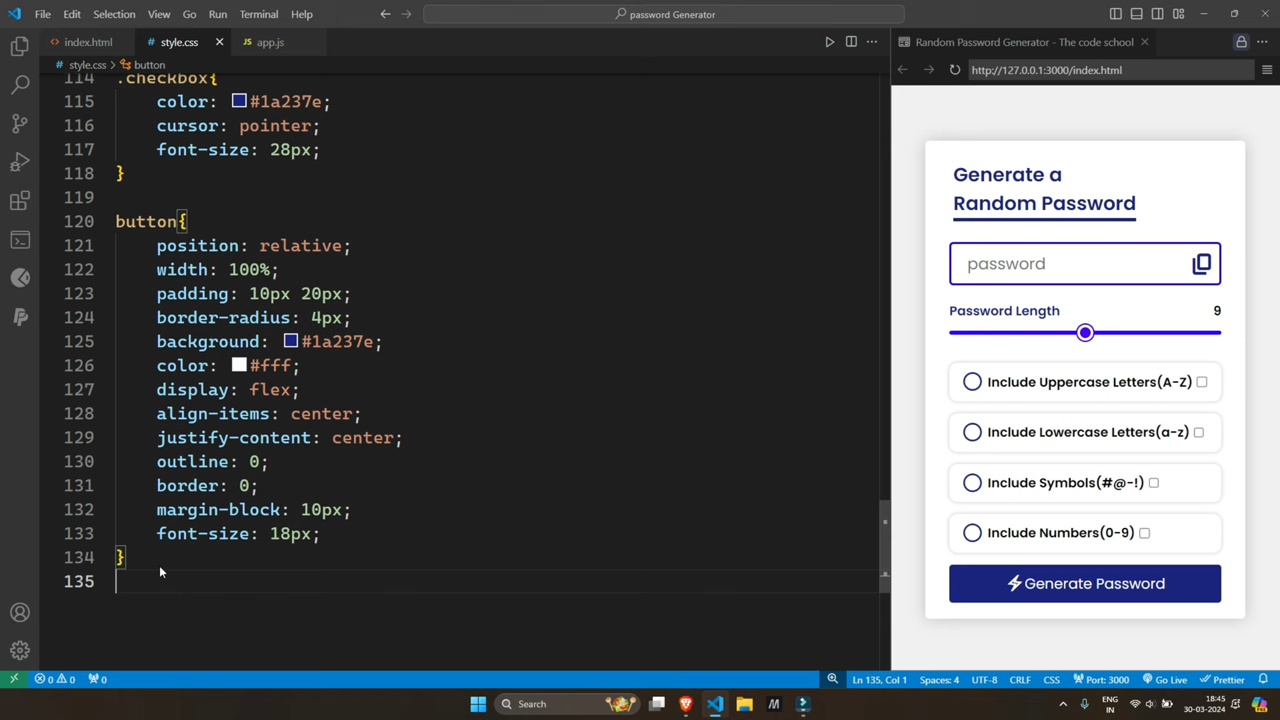 File Edit Selection View Go Run Terminal Help
password Generator
index.html
style.css
app.js
style.css > button
114 .checkbox{
115 color: #1a237e;
116 cursor: pointer;
117 font-size: 28px;
118 }
119
120 button{
121 position: relative;
122 width: 100%;
123 padding: 10px 20px;
124 border-radius: 4px;
125 background: #1a237e;
126 color: #fff;
127 display: flex;
128 align-items: center;
129 justify-content: center;
130 outline: 0;
131 border: 0;
132 margin-block: 10px;
133 font-size: 18px;
134 }
135
Random Password Generator - The code school
http://127.0.0.1:3000/index.html
Generate a
Random Password
password
Password Length 9
Include Uppercase Letters(A-Z)
Include Lowercase Letters(a-z)
Include Symbols(#@-!)
Include Numbers(0-9)
Generate Password
0 0 0
Ln 135, Col 1 Spaces: 4 UTF-8 CRLF CSS Port: 3000 Go Live Prettier
Search
ENG
IN
18:45
30-03-2024